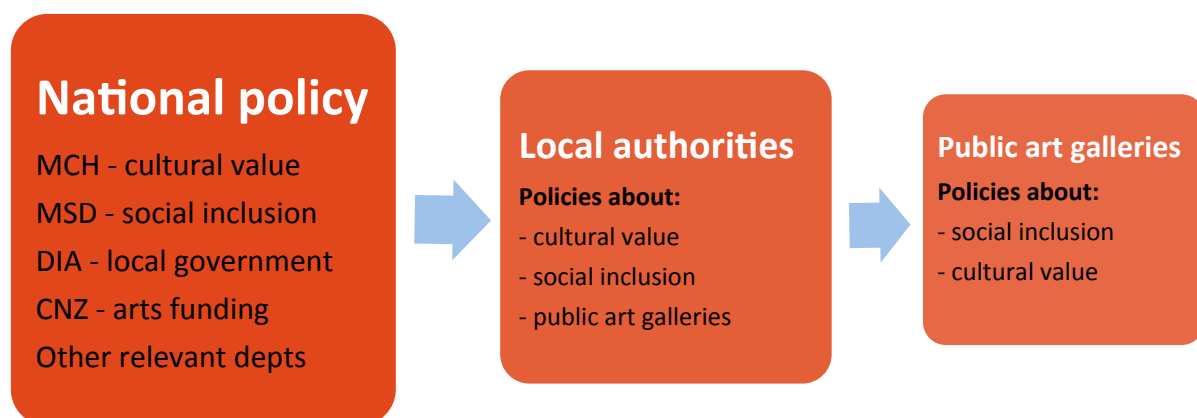 National policy
MCH - cultural value
MSD - social inclusion
DIA - local government
CNZ - arts funding
Other relevant depts
Local authorities
Policies about:
- cultural value
- social inclusion
- public art galleries
Public art galleries
Policies about:
- social inclusion
- cultural value